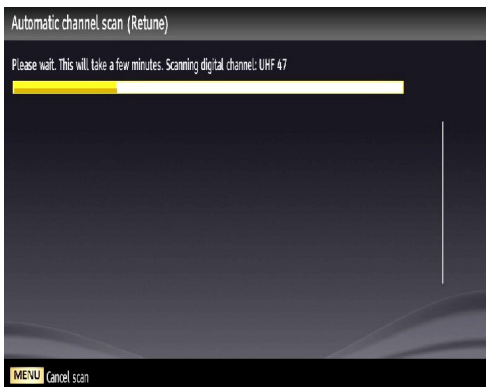 Automatic channel scan (Retune)
Please wait. This will take a few minutes. Scanning digital channel: UHF 47
MENU Cancel scan